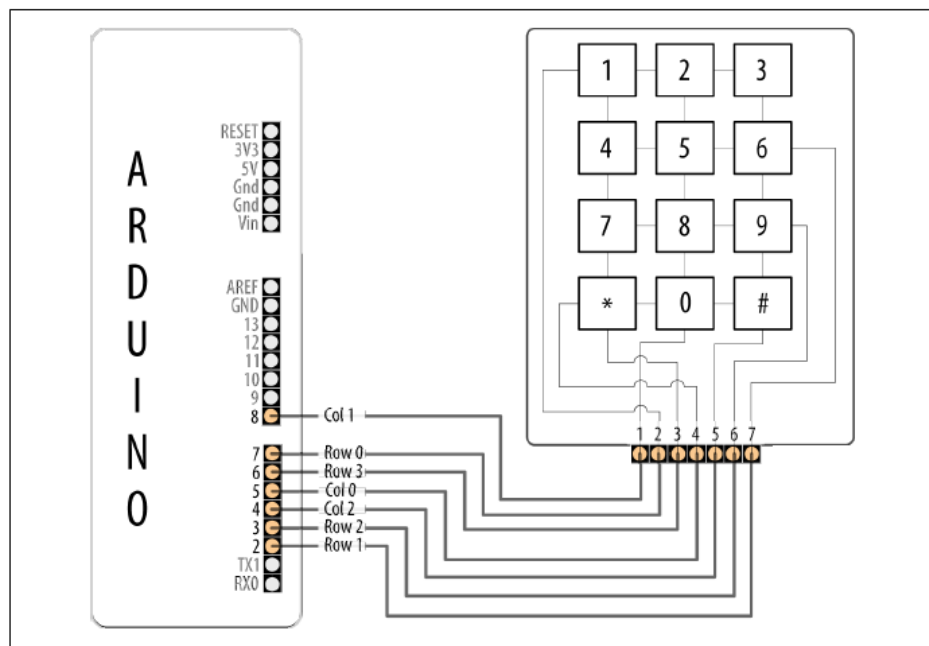 ARDUINO
RESET
3V3
5V
Gnd
Gnd
Vin
AREF
GND
13
12
11
10
9
8
7
6
5
4
3
2
TX1
RX0
Col 1
Row 0
Row 3
Col 0
Col 2
Row 2
Row 1
1 2 3
4 5 6
7 8 9
* 0 #
1 2 3 4 5 6 7